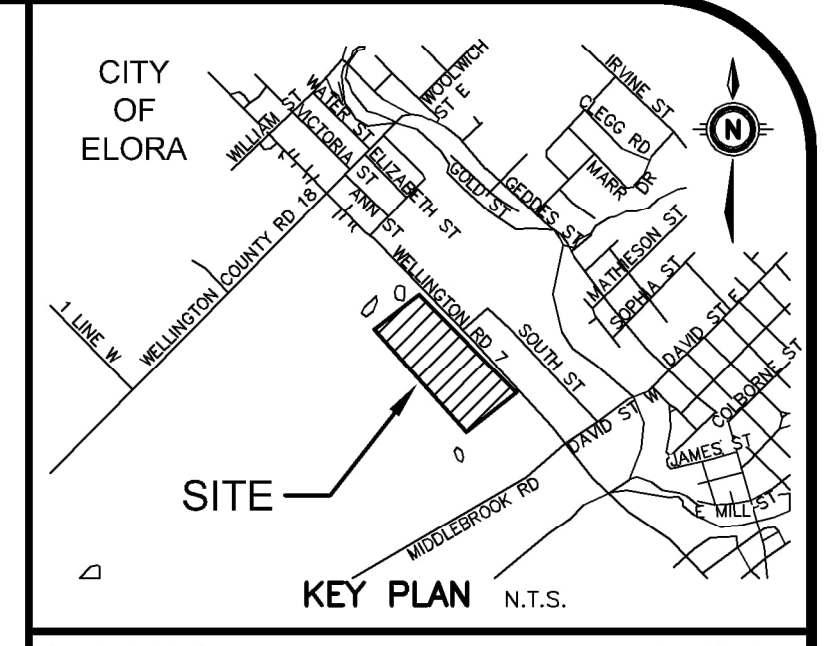 CITY
OF
ELORA
WILLIAM ST
WATER ST
VICTORIA ST
ELIZABETH ST
ANN ST
WOOLWICH
ST E
GOLD ST
GEDDES ST
IRVINE ST
CLEGG RD
MARR DR
N
MATHIESON ST
SOPHIA ST
DAVID ST E
COLBORNE ST
WELLINGTON COUNTY RD 18
1 LINE W
WELLINGTON RD 7
SOUTH ST
DAVID ST W
JAMES ST
E MILL ST
MIDDLEBROOK RD
SITE
KEY PLAN N.T.S.